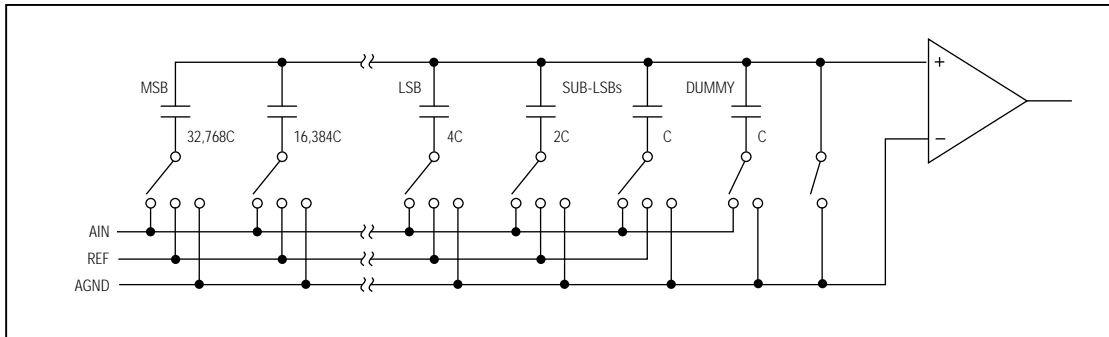 MSB LSB SUB-LSBs DUMMY
32,768C 16,384C 4C 2C C C
+
−
AIN
REF
AGND